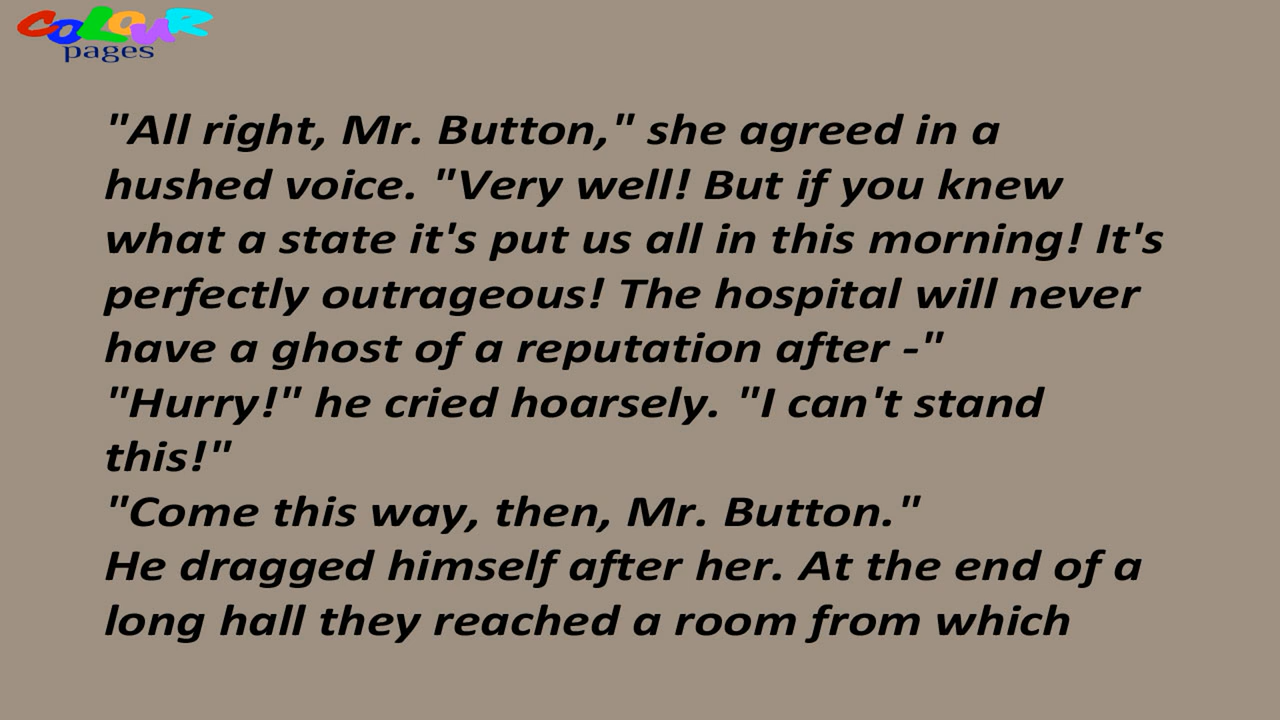 COLOUR
pages
"All right, Mr. Button," she agreed in a
hushed voice. "Very well! But if you knew
what a state it's put us all in this morning! It's
perfectly outrageous! The hospital will never
have a ghost of a reputation after -"
"Hurry!" he cried hoarsely. "I can't stand
this!"
"Come this way, then, Mr. Button."
He dragged himself after her. At the end of a
long hall they reached a room from which